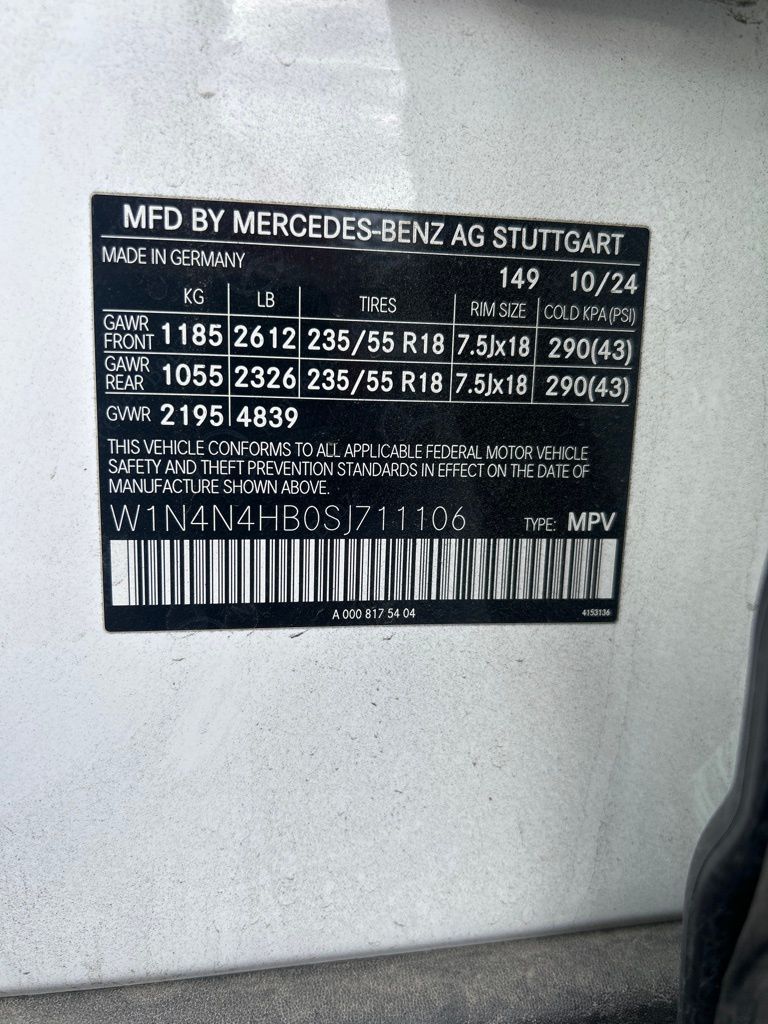 MFD BY MERCEDES-BENZ AG STUTTGART
MADE IN GERMANY 149 10/24
KG LB TIRES RIM SIZE COLD KPA (PSI)
GAWR FRONT 1185 2612 235/55 R18 7.5Jx18 290(43)
GAWR REAR 1055 2326 235/55 R18 7.5Jx18 290(43)
GVWR 2195 4839
THIS VEHICLE CONFORMS TO ALL APPLICABLE FEDERAL MOTOR VEHICLE
SAFETY AND THEFT PREVENTION STANDARDS IN EFFECT ON THE DATE OF
MANUFACTURE SHOWN ABOVE.
W1N4N4HB0SJ711106 TYPE: MPV
A 000 817 54 04 4153136